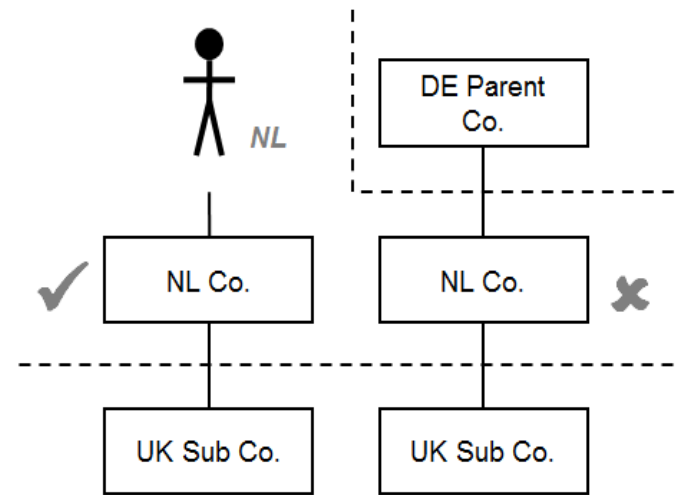 DE Parent
Co.
NL
NL Co.
NL Co.
UK Sub Co.
UK Sub Co.